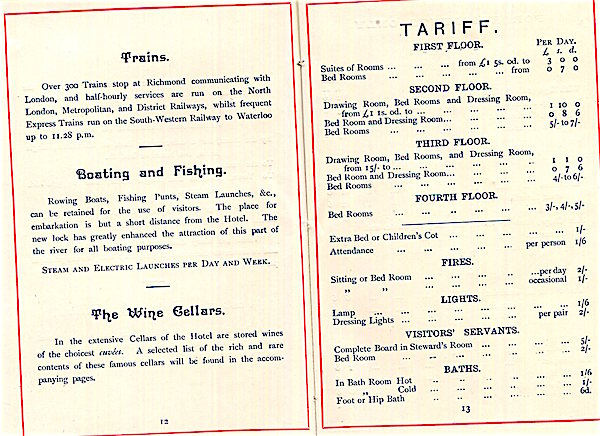 Trains.
Over 300 Trains stop at Richmond communicating with
London, and half-hourly services are run on the North
London, Metropolitan, and District Railways, whilst frequent
Express Trains run on the South-Western Railway to Waterloo
up to 11.28 p.m.
Boating and Fishing.
Rowing Boats, Fishing Punts, Steam Launches, &c.,
can be retained for the use of visitors. The place for
embarkation is but a short distance from the Hotel. The
new lock has greatly enhanced the attraction of this part of
the river for all boating purposes.
Steam and Electric Launches per Day and Week.
The Wine Cellars.
In the extensive Cellars of the Hotel are stored wines
of the choicest cuvées. A selected list of the rich and rare
contents of these famous cellars will be found in the accom-
panying pages.
12
TARIFF.
FIRST FLOOR. Per Day.
£ s. d.
Suites of Rooms ... ... ... from £1 5s. 0d. to 3 0 0
Bed Rooms ... ... ... ... ... from 0 7 0
SECOND FLOOR.
Drawing Room, Bed Rooms and Dressing Room,
from £1 1s. 0d. to ... ... ... ... 1 10 0
Bed Room and Dressing Room... ... ... ... 0 8 6
Bed Rooms ... ... ... ... ... 5/- to 7/-
THIRD FLOOR.
Drawing Room, Bed Rooms, and Dressing Room,
from 15/- to ... ... ... ... ... 1 1 0
Bed Room and Dressing Room... ... ... ... 0 7 6
Bed Rooms ... ... ... ... ... 4/- to 6/-
FOURTH FLOOR.
Bed Rooms ... ... ... ... ... 3/-, 4/-, 5/-
Extra Bed or Children's Cot ... ... ... ... 1/-
Attendance ... ... ... ... per person 1/6
FIRES.
Sitting or Bed Room ... ... ... ...per day 2/-
" " ... ... ... occasional 1/-
LIGHTS.
Lamp ... ... ... ... ... ... ... 1/6
Dressing Lights ... ... ... ... per pair 2/-
VISITORS' SERVANTS.
Complete Board in Steward's Room ... ... ... 5/-
Bed Room ... ... ... ... ... ... 2/-
BATHS.
In Bath Room Hot ... ... ... ... ... 1/6
" Cold ... ... ... ... ... 1/-
Foot or Hip Bath ... ... ... ... ... 6d.
13